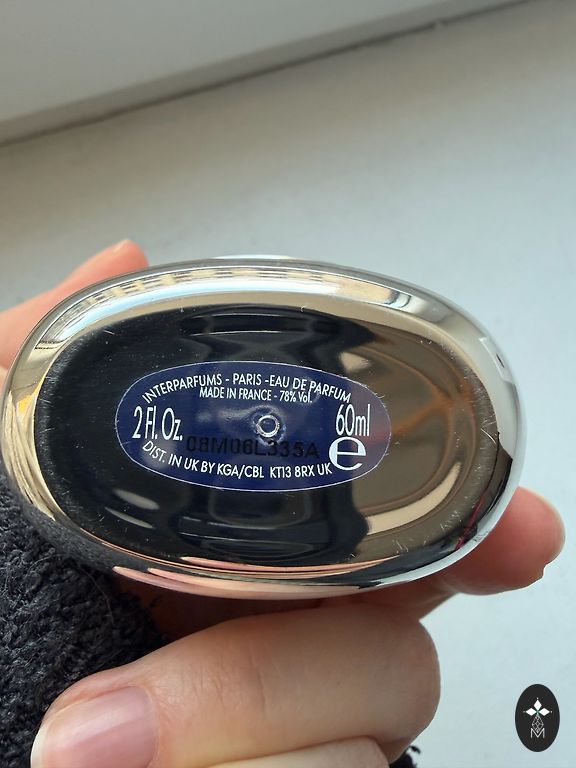 INTERPARFUMS - PARIS -EAU DE PARFUM
MADE IN FRANCE - 78% Vol.
2 Fl. Oz.
60ml
08M06L335A
e
DIST. IN UK BY KGA/CBL KT13 8RX UK